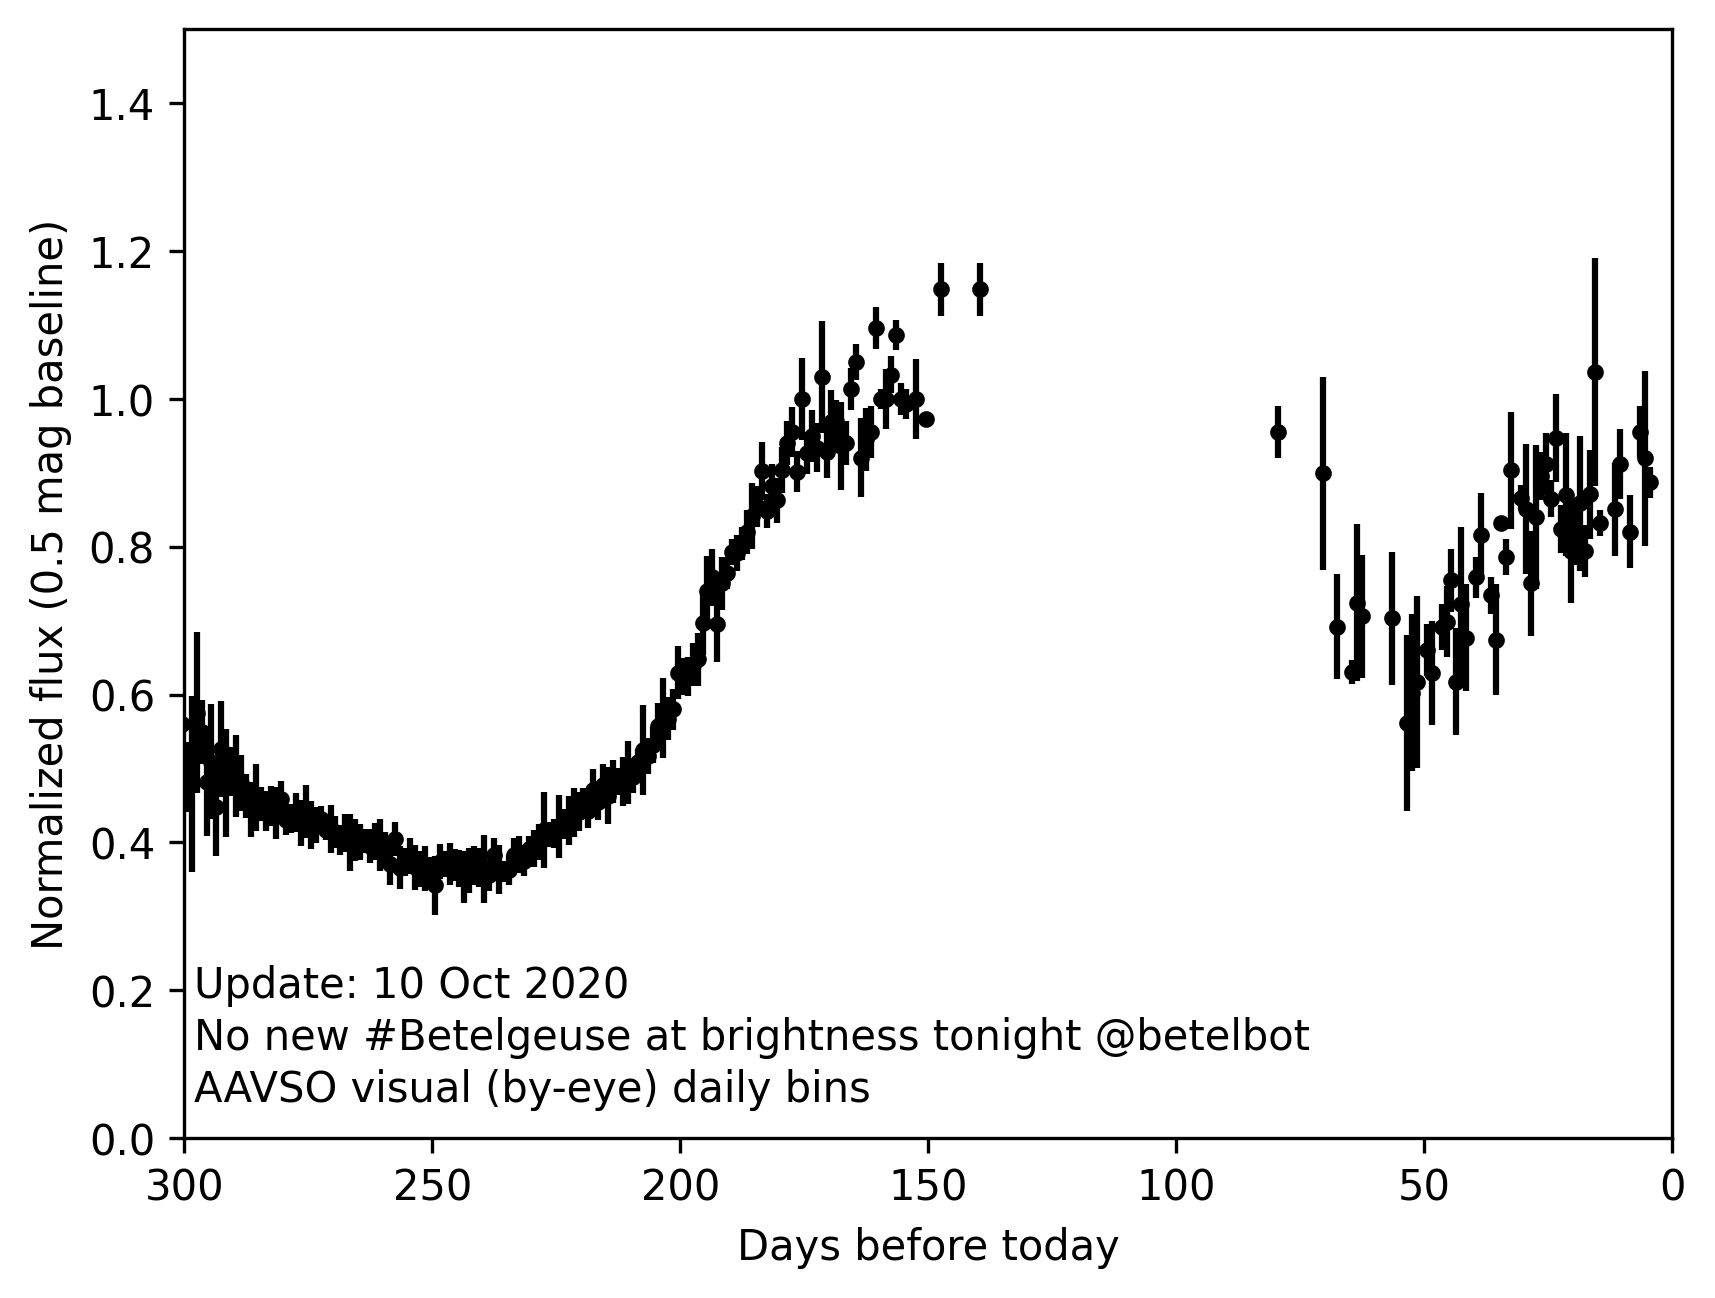 1.4
1.2
1.0
0.8
0.6
0.4
0.2
0.0
Normalized flux (0.5 mag baseline)
Update: 10 Oct 2020
No new #Betelgeuse at brightness tonight @betelbot
AAVSO visual (by-eye) daily bins
300 250 200 150 100 50 0
Days before today